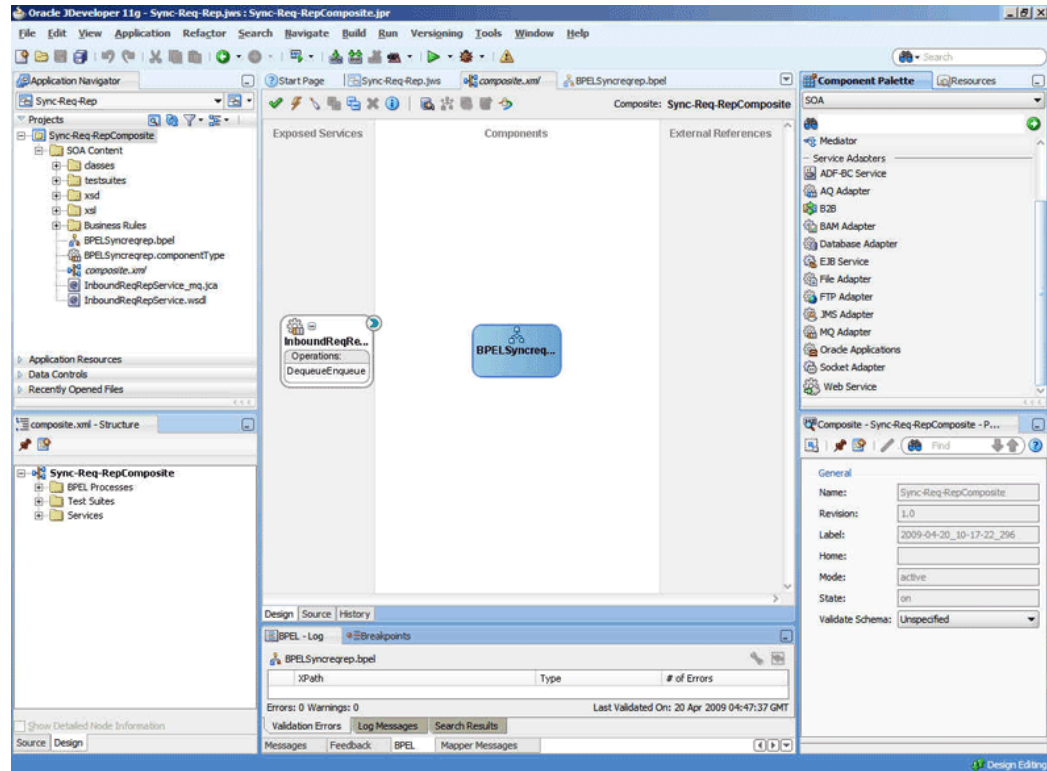 Oracle JDeveloper 11g - Sync-Req-Rep.jws : Sync-Req-RepComposite.jpr
File Edit View Application Refactor Search Navigate Build Run Versigning Tools Window Help
Search
Application Navigator
Sync-Req-Rep
Projects
Sync-Req-RepComposite
SOA Content
classes
testsuites
xsd
xsl
Business Rules
BPELSyncreqrep.bpel
BPELSyncreqrep.componentType
composite.xml
InboundReqRepService_mq.jca
InboundReqRepService.wsdl
Application Resources
Data Controls
Recently Opened Files
composite.xml - Structure
Sync-Req-RepComposite
BPEL Processes
Test Suites
Services
Show Detailed Node Information
Source Design
Start Page Sync-Req-Rep.jws composite.xml BPELSyncreqrep.bpel
Composite: Sync-Req-RepComposite
Exposed Services Components External References
InboundReqRe...
Operations:
DequeueEnqueue
BPELSyncreq...
Design Source History
BPEL - Log Breakpoints
BPELSyncreqrep.bpel
XPath Type # of Errors
Errors: 0 Warnings: 0 Last Validated On: 20 Apr 2009 04:47:37 GMT
Validation Errors Log Messages Search Results
Messages Feedback BPEL Mapper Messages
Component Palette Resources
SOA
Mediator
Service Adapters
ADF-BC Service
AQ Adapter
B2B
BAM Adapter
Database Adapter
EJB Service
File Adapter
FTP Adapter
JMS Adapter
MQ Adapter
Oracle Applications
Socket Adapter
Web Service
Composite - Sync-Req-RepComposite - P...
Find
General
Name: Sync-Req-RepComposite
Revision: 1.0
Label: 2009-04-20_10-17-22_296
Home:
Mode: active
State: on
Validate Schema: Unspecified
Design Editing